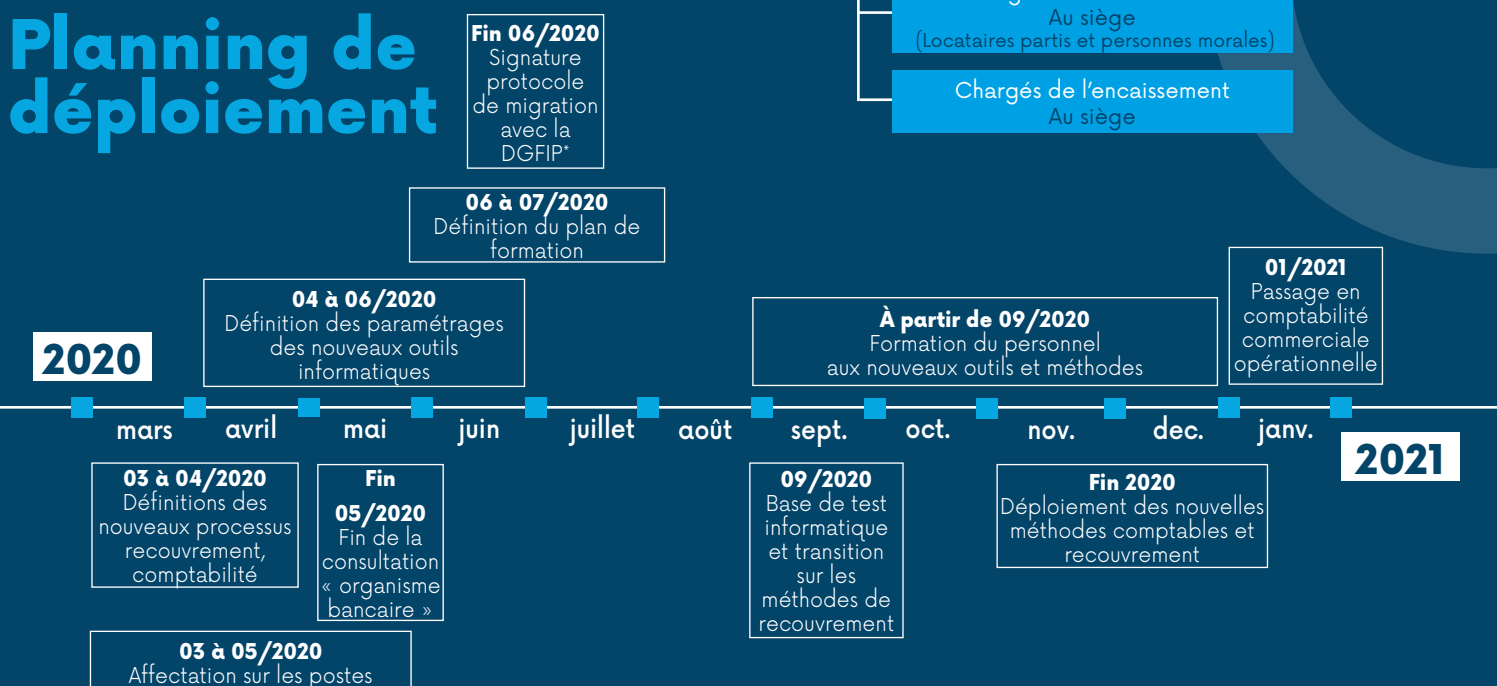 Planning de
déploiement
Fin 06/2020
Signature
protocole
de migration
avec la
DGFIP*
Au siège
(Locataires partis et personnes morales)
Chargés de l'encaissement
Au siège
06 à 07/2020
Définition du plan de
formation
04 à 06/2020
Définition des paramétrages
des nouveaux outils
informatiques
À partir de 09/2020
Formation du personnel
aux nouveaux outils et méthodes
01/2021
Passage en
comptabilité
commerciale
opérationnelle
2020
mars avril mai juin juillet août sept. oct. nov. dec. janv.
2021
03 à 04/2020
Définitions des
nouveaux processus
recouvrement,
comptabilité
Fin
05/2020
Fin de la
consultation
« organisme
bancaire »
09/2020
Base de test
informatique
et transition
sur les
méthodes de
recouvrement
Fin 2020
Déploiement des nouvelles
méthodes comptables et
recouvrement
03 à 05/2020
Affectation sur les postes